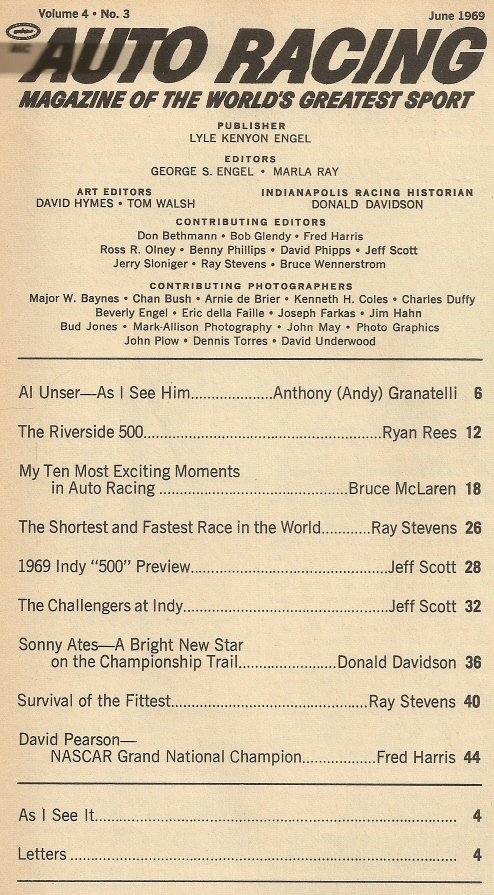 Volume 4 • No. 3
June 1969
AUTO RACING
MAGAZINE OF THE WORLD'S GREATEST SPORT
PUBLISHER
LYLE KENYON ENGEL
EDITORS
GEORGE S. ENGEL • MARLA RAY
ART EDITORS
DAVID HYMES • TOM WALSH
INDIANAPOLIS RACING HISTORIAN
DONALD DAVIDSON
CONTRIBUTING EDITORS
Don Bethmann • Bob Glendy • Fred Harris
Ross R. Olney • Benny Phillips • David Phipps • Jeff Scott
Jerry Sloniger • Ray Stevens • Bruce Wennerstrom
CONTRIBUTING PHOTOGRAPHERS
Major W. Baynes • Chan Bush • Arnie de Brier • Kenneth H. Coles • Charles Duffy
Beverly Engel • Eric della Faille • Joseph Farkas • Jim Hahn
Bud Jones • Mark-Allison Photography • John May • Photo Graphics
John Plow • Dennis Torres • David Underwood
Al Unser—As I See Him....................Anthony (Andy) Granatelli 6
The Riverside 500..........................................................Ryan Rees 12
My Ten Most Exciting Moments
in Auto Racing ..............................................Bruce McLaren 18
The Shortest and Fastest Race in the World............Ray Stevens 26
1969 Indy “500” Preview................................................Jeff Scott 28
The Challengers at Indy..................................................Jeff Scott 32
Sonny Ates—A Bright New Star
on the Championship Trail........................Donald Davidson 36
Survival of the Fittest................................................Ray Stevens 40
David Pearson—
NASCAR Grand National Champion..................Fred Harris 44
As I See It........................................................................................ 4
Letters .............................................................................................. 4